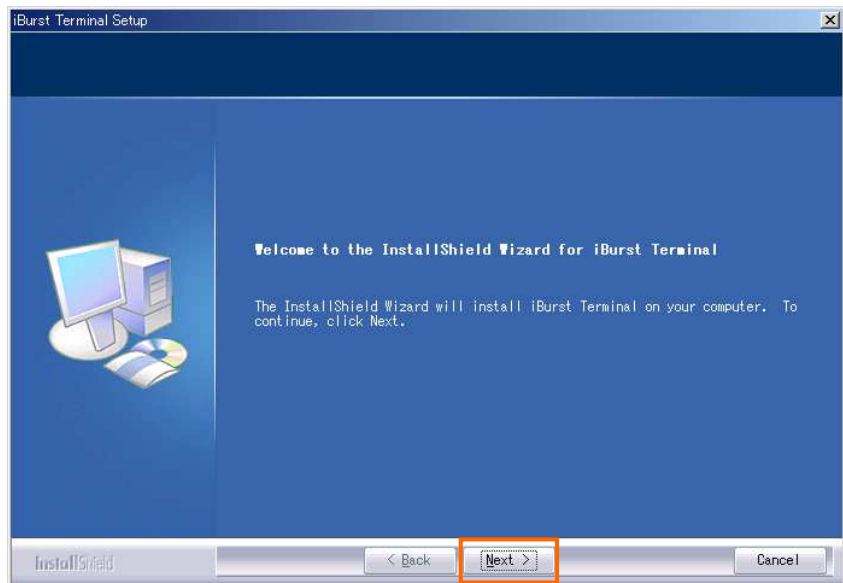 iBurst Terminal Setup
Welcome to the InstallShield Wizard for iBurst Terminal
The InstallShield Wizard will install iBurst Terminal on your computer. To
continue, click Next.
InstallShield
< Back
Next >
Cancel